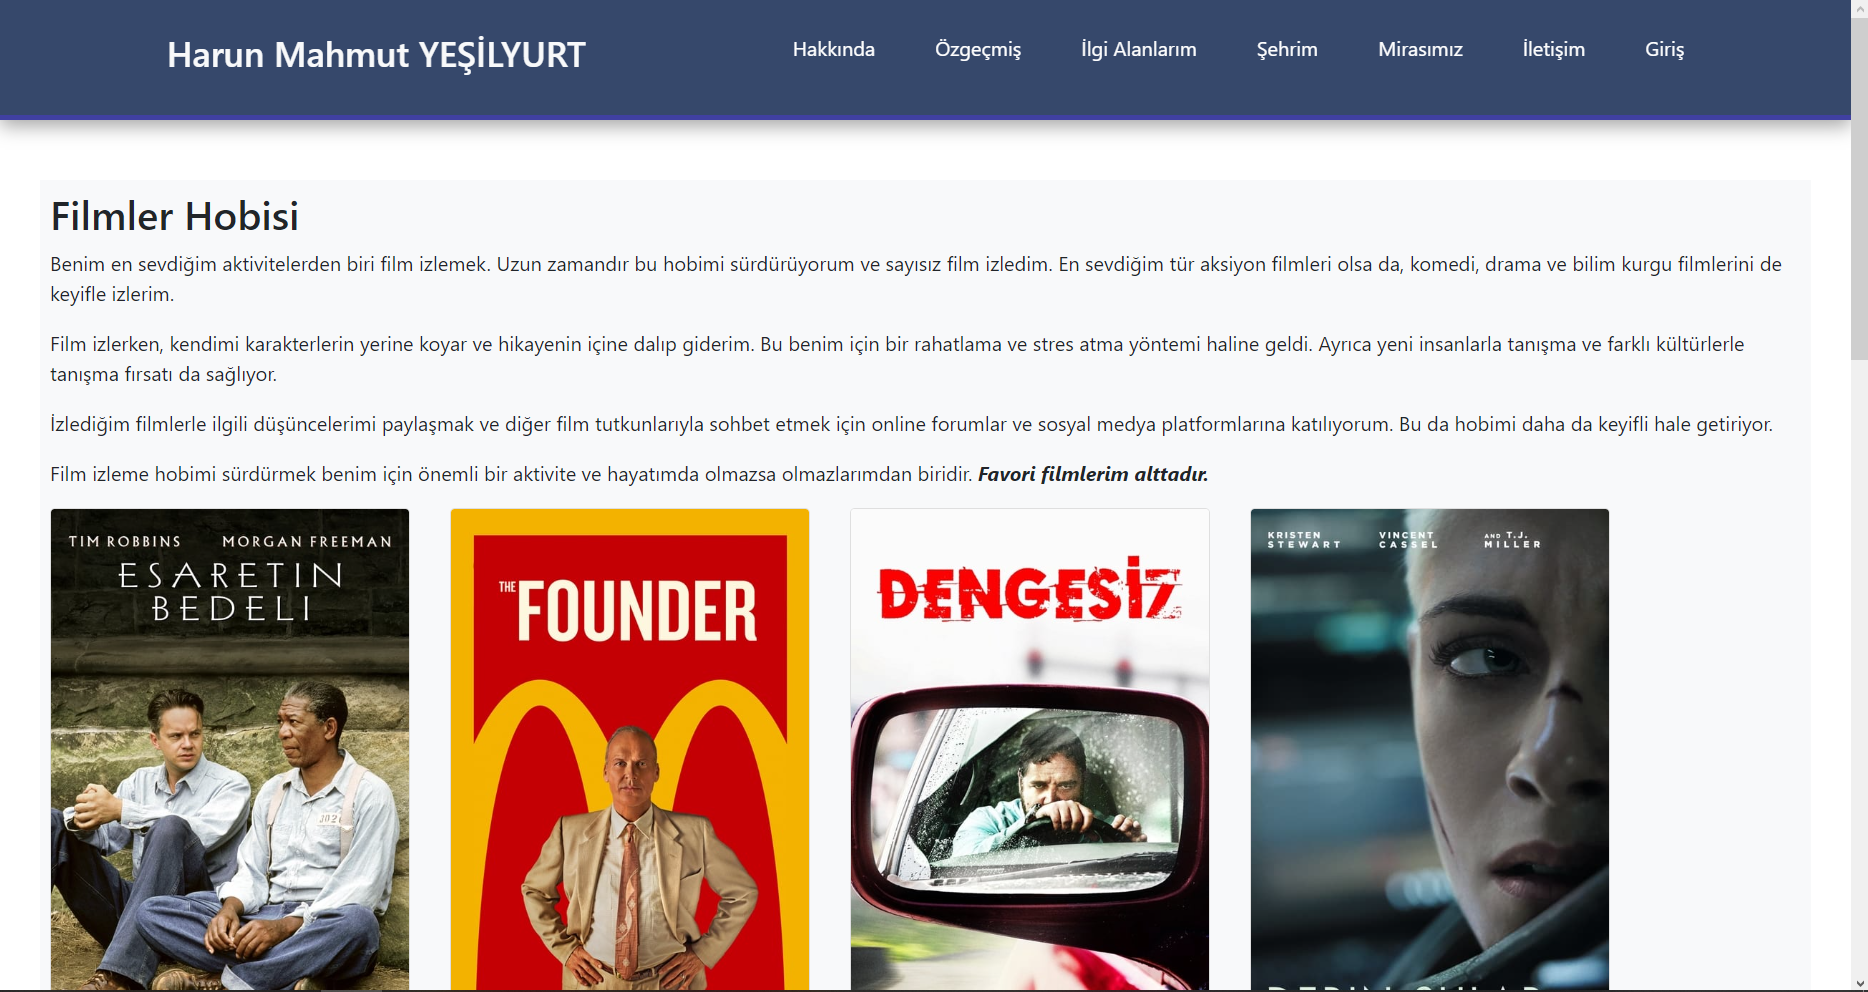 Harun Mahmut YEŞİLYURT
Hakkında
Özgeçmiş
İlgi Alanlarım
Şehrim
Mirasımız
İletişim
Giriş
Filmler Hobisi
Benim en sevdiğim aktivitelerden biri film izlemek. Uzun zamandır bu hobimi sürdürüyorum ve sayısız film izledim. En sevdiğim tür aksiyon filmleri olsa da, komedi, drama ve bilim kurgu filmlerini de
keyifle izlerim.
Film izlerken, kendimi karakterlerin yerine koyar ve hikayenin içine dalıp giderim. Bu benim için bir rahatlama ve stres atma yöntemi haline geldi. Ayrıca yeni insanlarla tanışma ve farklı kültürlerle
tanışma fırsatı da sağlıyor.
İzlediğim filmlerle ilgili düşüncelerimi paylaşmak ve diğer film tutkunlarıyla sohbet etmek için online forumlar ve sosyal medya platformlarına katılıyorum. Bu da hobimi daha da keyifli hale getiriyor.
Film izleme hobimi sürdürmek benim için önemli bir aktivite ve hayatımda olmazsa olmazlarımdan biridir. Favori filmlerim alttadır.
TIM ROBBINS MORGAN FREEMAN
ESARETIN
BEDELI
THE
FOUNDER
DENGESİZ
KRISTEN
STEWART
VINCENT
CASSEL
AND T.J.
MILLER